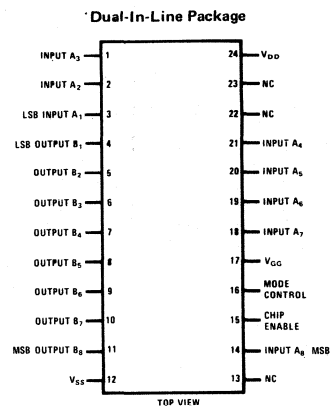 Dual-In-Line Package
INPUT A₃ 1
INPUT A₂ 2
LSB INPUT A₁ 3
LSB OUTPUT B₁ 4
OUTPUT B₂ 5
OUTPUT B₃ 6
OUTPUT B₄ 7
OUTPUT B₅ 8
OUTPUT B₆ 9
OUTPUT B₇ 10
MSB OUTPUT B₈ 11
V_SS 12
24 V_DD
23 NC
22 NC
21 INPUT A₄
20 INPUT A₅
19 INPUT A₆
18 INPUT A₇
17 V_GG
16 MODE
CONTROL
15 CHIP
ENABLE
14 INPUT A₈ MSB
13 NC
TOP VIEW